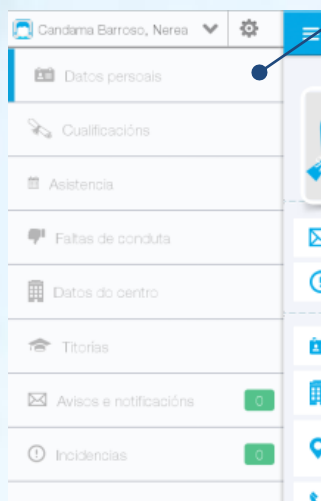 Candama Barroso, Nerea
Datos persoais
Cualificacións
Asistencia
Faltas de conduta
Datos do centro
Titorías
Avisos e notificacións 0
Incidencias 0